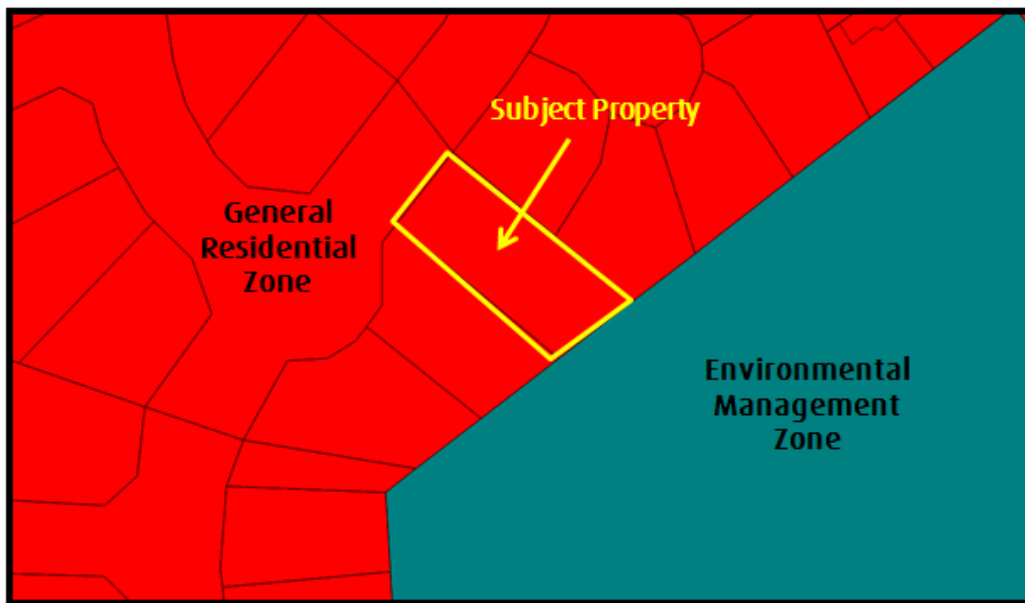 Subject Property
General
Residential
Zone
Environmental
Management
Zone